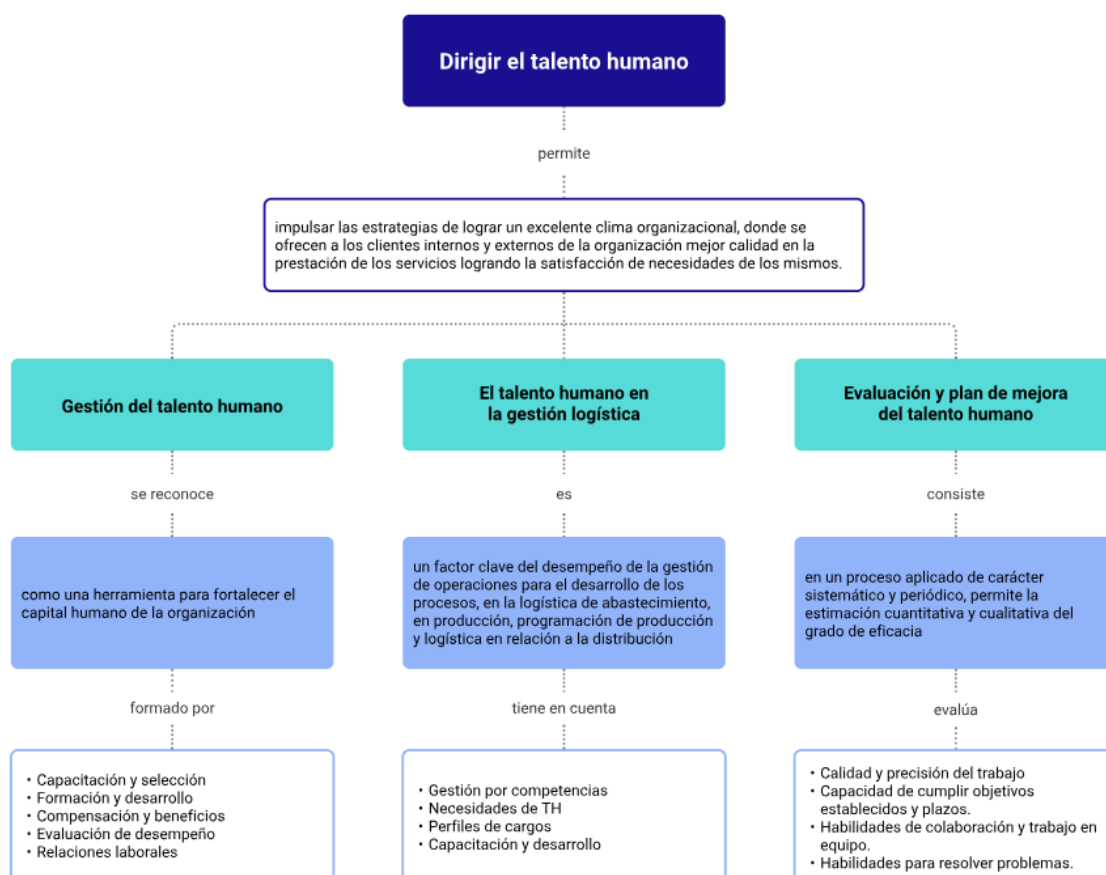 Dirigir el talento humano
permite
impulsar las estrategias de lograr un excelente clima organizacional, donde se
ofrecen a los clientes internos y externos de la organización mejor calidad en la
prestación de los servicios logrando la satisfacción de necesidades de los mismos.
Gestión del talento humano
se reconoce
como una herramienta para fortalecer el
capital humano de la organización
formado por
• Capacitación y selección
• Formación y desarrollo
• Compensación y beneficios
• Evaluación de desempeño
• Relaciones laborales
El talento humano en
la gestión logística
es
un factor clave del desempeño de la gestión
de operaciones para el desarrollo de los
procesos, en la logística de abastecimiento,
en producción, programación de producción
y logística en relación a la distribución
tiene en cuenta
• Gestión por competencias
• Necesidades de TH
• Perfiles de cargos
• Capacitación y desarrollo
Evaluación y plan de mejora
del talento humano
consiste
en un proceso aplicado de carácter
sistemático y periódico, permite la
estimación cuantitativa y cualitativa del
grado de eficacia
evalúa
• Calidad y precisión del trabajo
• Capacidad de cumplir objetivos
establecidos y plazos.
• Habilidades de colaboración y trabajo en
equipo.
• Habilidades para resolver problemas.